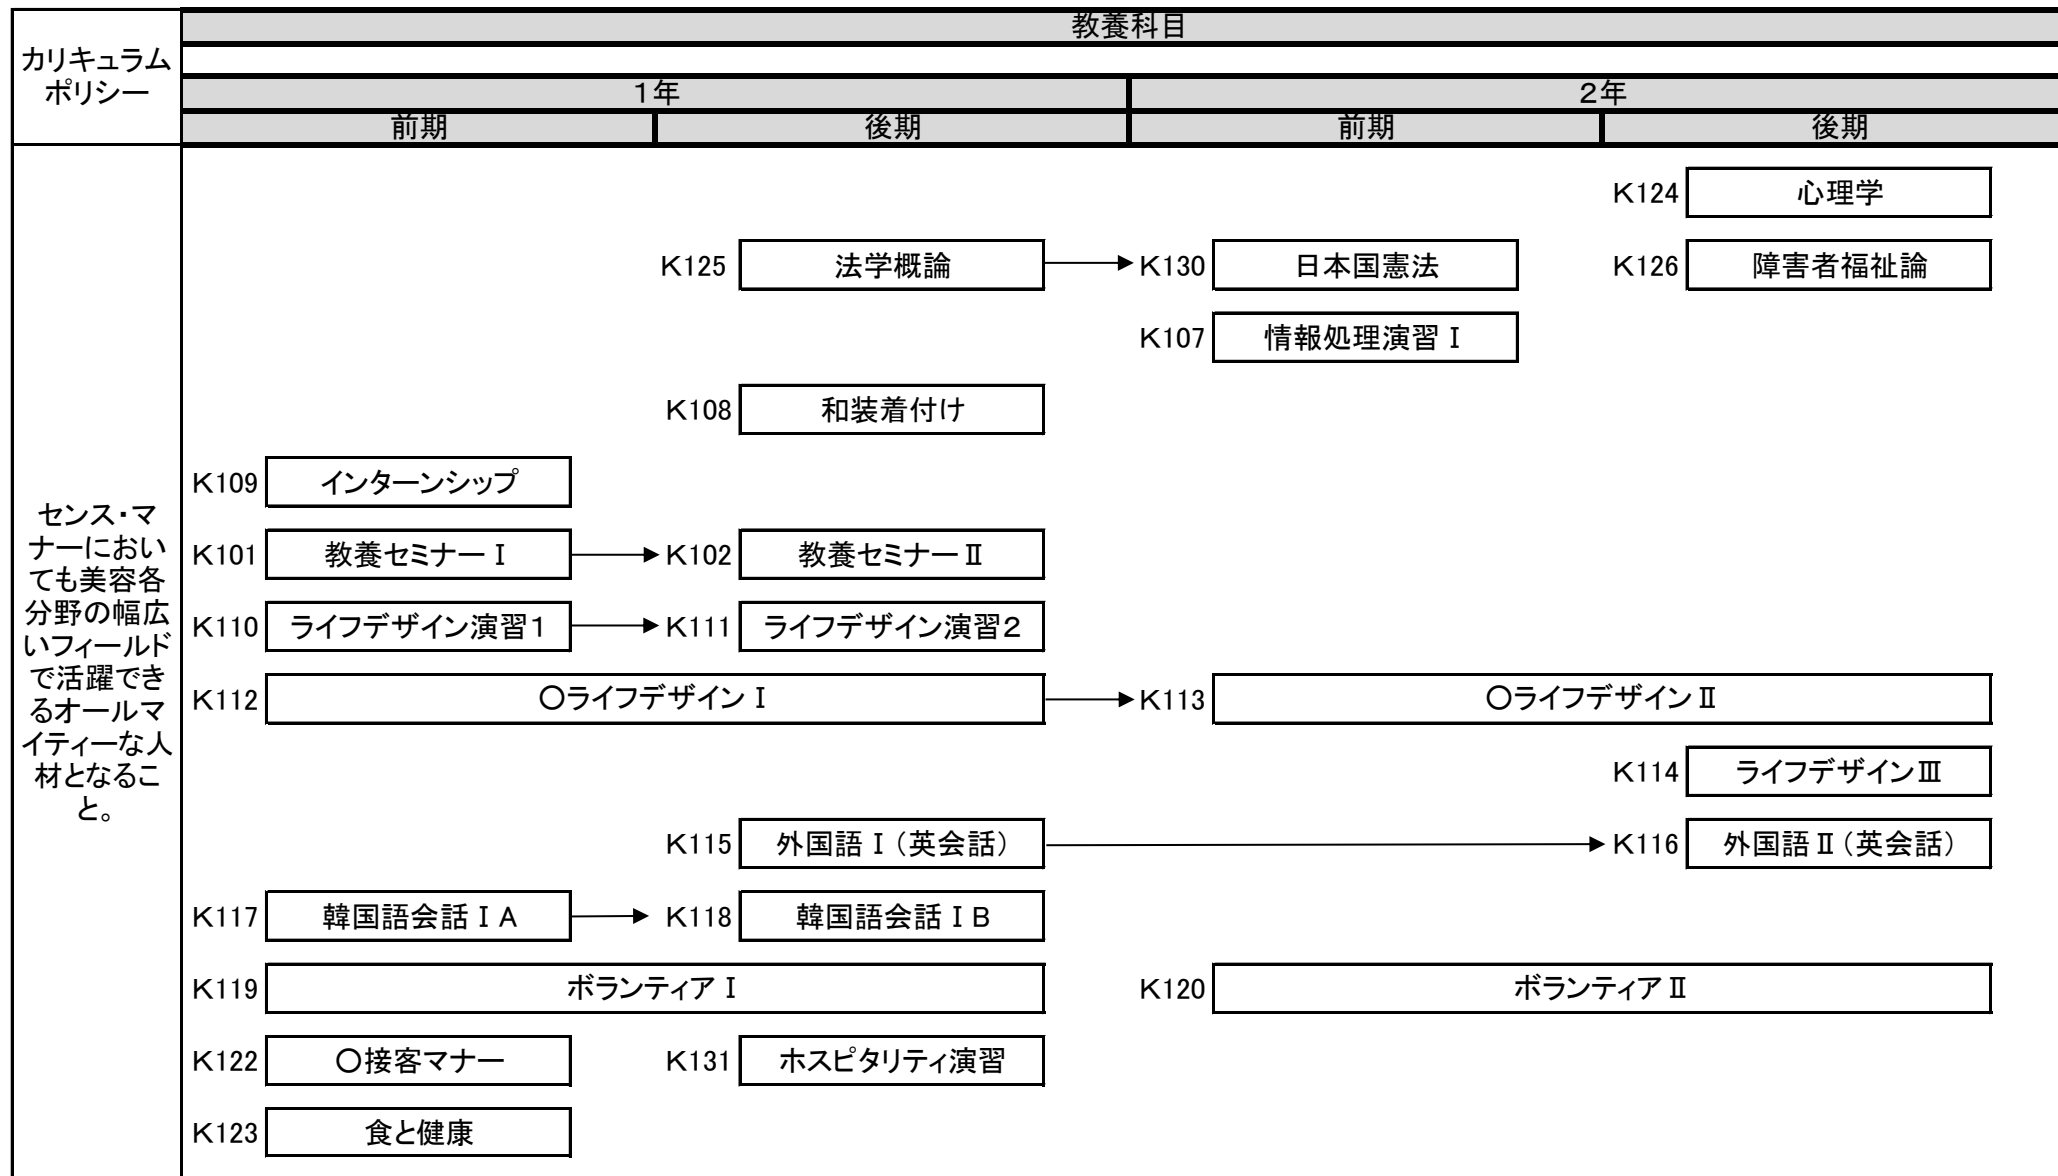 教養科目
カリキュラム
ポリシー
1年
2年
前期
後期
前期
後期
K124 心理学
K125 法学概論
K130 日本国憲法
K126 障害者福祉論
K107 情報処理演習Ⅰ
K108 和装着付け
K109 インターンシップ
センス・マ
ナーにおい
ても美容各
分野の幅広
いフィールド
で活躍でき
るオールマ
イティーな人
材となるこ
と。
K101 教養セミナーⅠ
K102 教養セミナーⅡ
K110 ライフデザイン演習1
K111 ライフデザイン演習2
K112 〇ライフデザインⅠ
K113 〇ライフデザインⅡ
K114 ライフデザインⅢ
K115 外国語Ⅰ(英会話)
K116 外国語Ⅱ(英会話)
K117 韓国語会話ⅠA
K118 韓国語会話ⅠB
K119 ボランティアⅠ
K120 ボランティアⅡ
K122 〇接客マナー
K131 ホスピタリティ演習
K123 食と健康